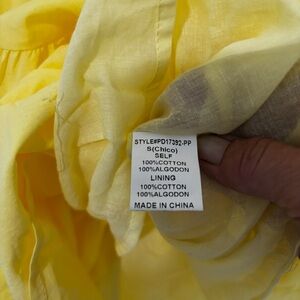 STYLE#PD17392-PP
S(Chico)
SELF
100%COTTON
100%ALGODON
LINING
100%COTTON
100%ALGODON
MADE IN CHINA